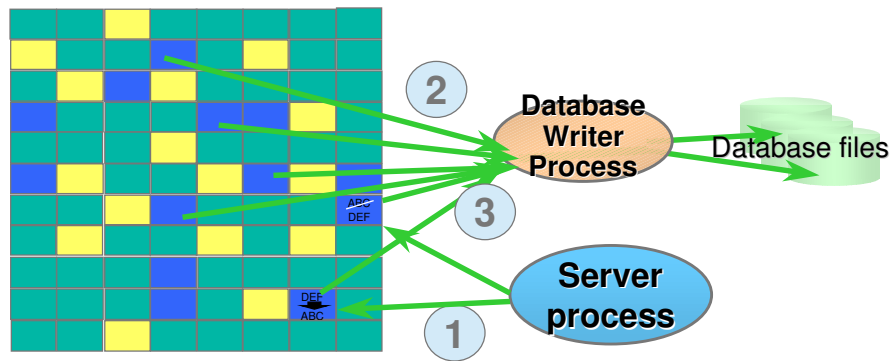 2
Database
Writer
Process
Database files
ABC
DEF
3
Server
process
DEF
ABC
1